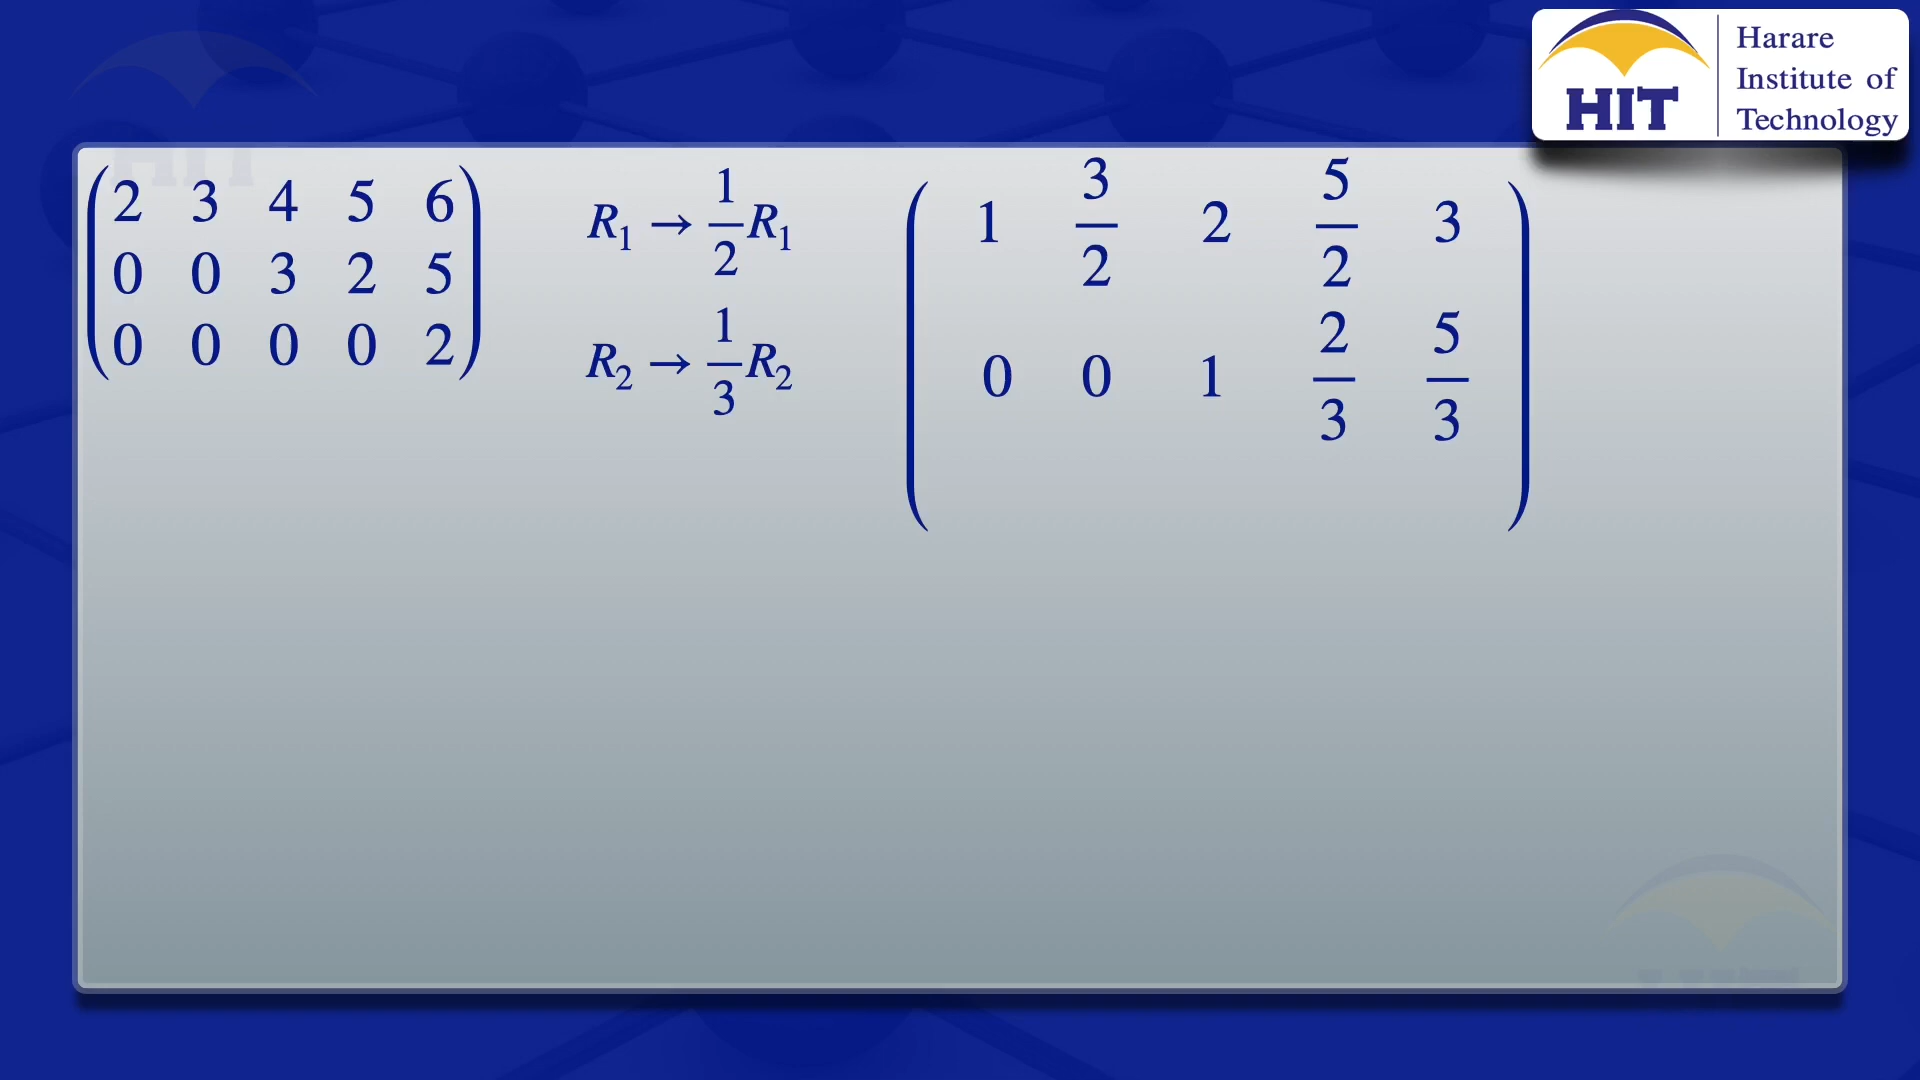 Harare
Institute of
Technology
HIT
2 3 4 5 6
0 0 3 2 5
0 0 0 0 2
R₁ → 1/2 R₁
R₂ → 1/3 R₂
1 3/2 2 5/2 3
0 0 1 2/3 5/3
HIT
HIT